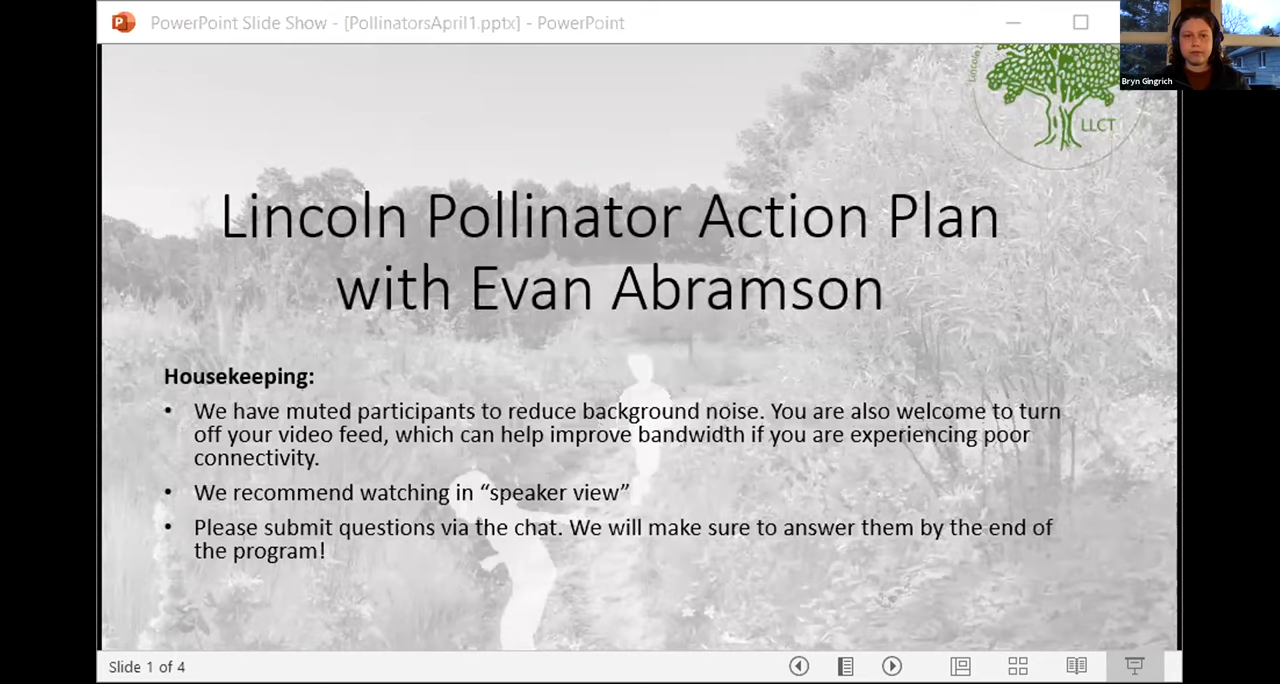 PowerPoint Slide Show - [PollinatorsApril1.pptx] - PowerPoint
Bryn Gingrich
Lincoln L
LLCT
Lincoln Pollinator Action Plan
with Evan Abramson
Housekeeping:
• We have muted participants to reduce background noise. You are also welcome to turn
off your video feed, which can help improve bandwidth if you are experiencing poor
connectivity.
• We recommend watching in “speaker view”
• Please submit questions via the chat. We will make sure to answer them by the end of
the program!
Slide 1 of 4